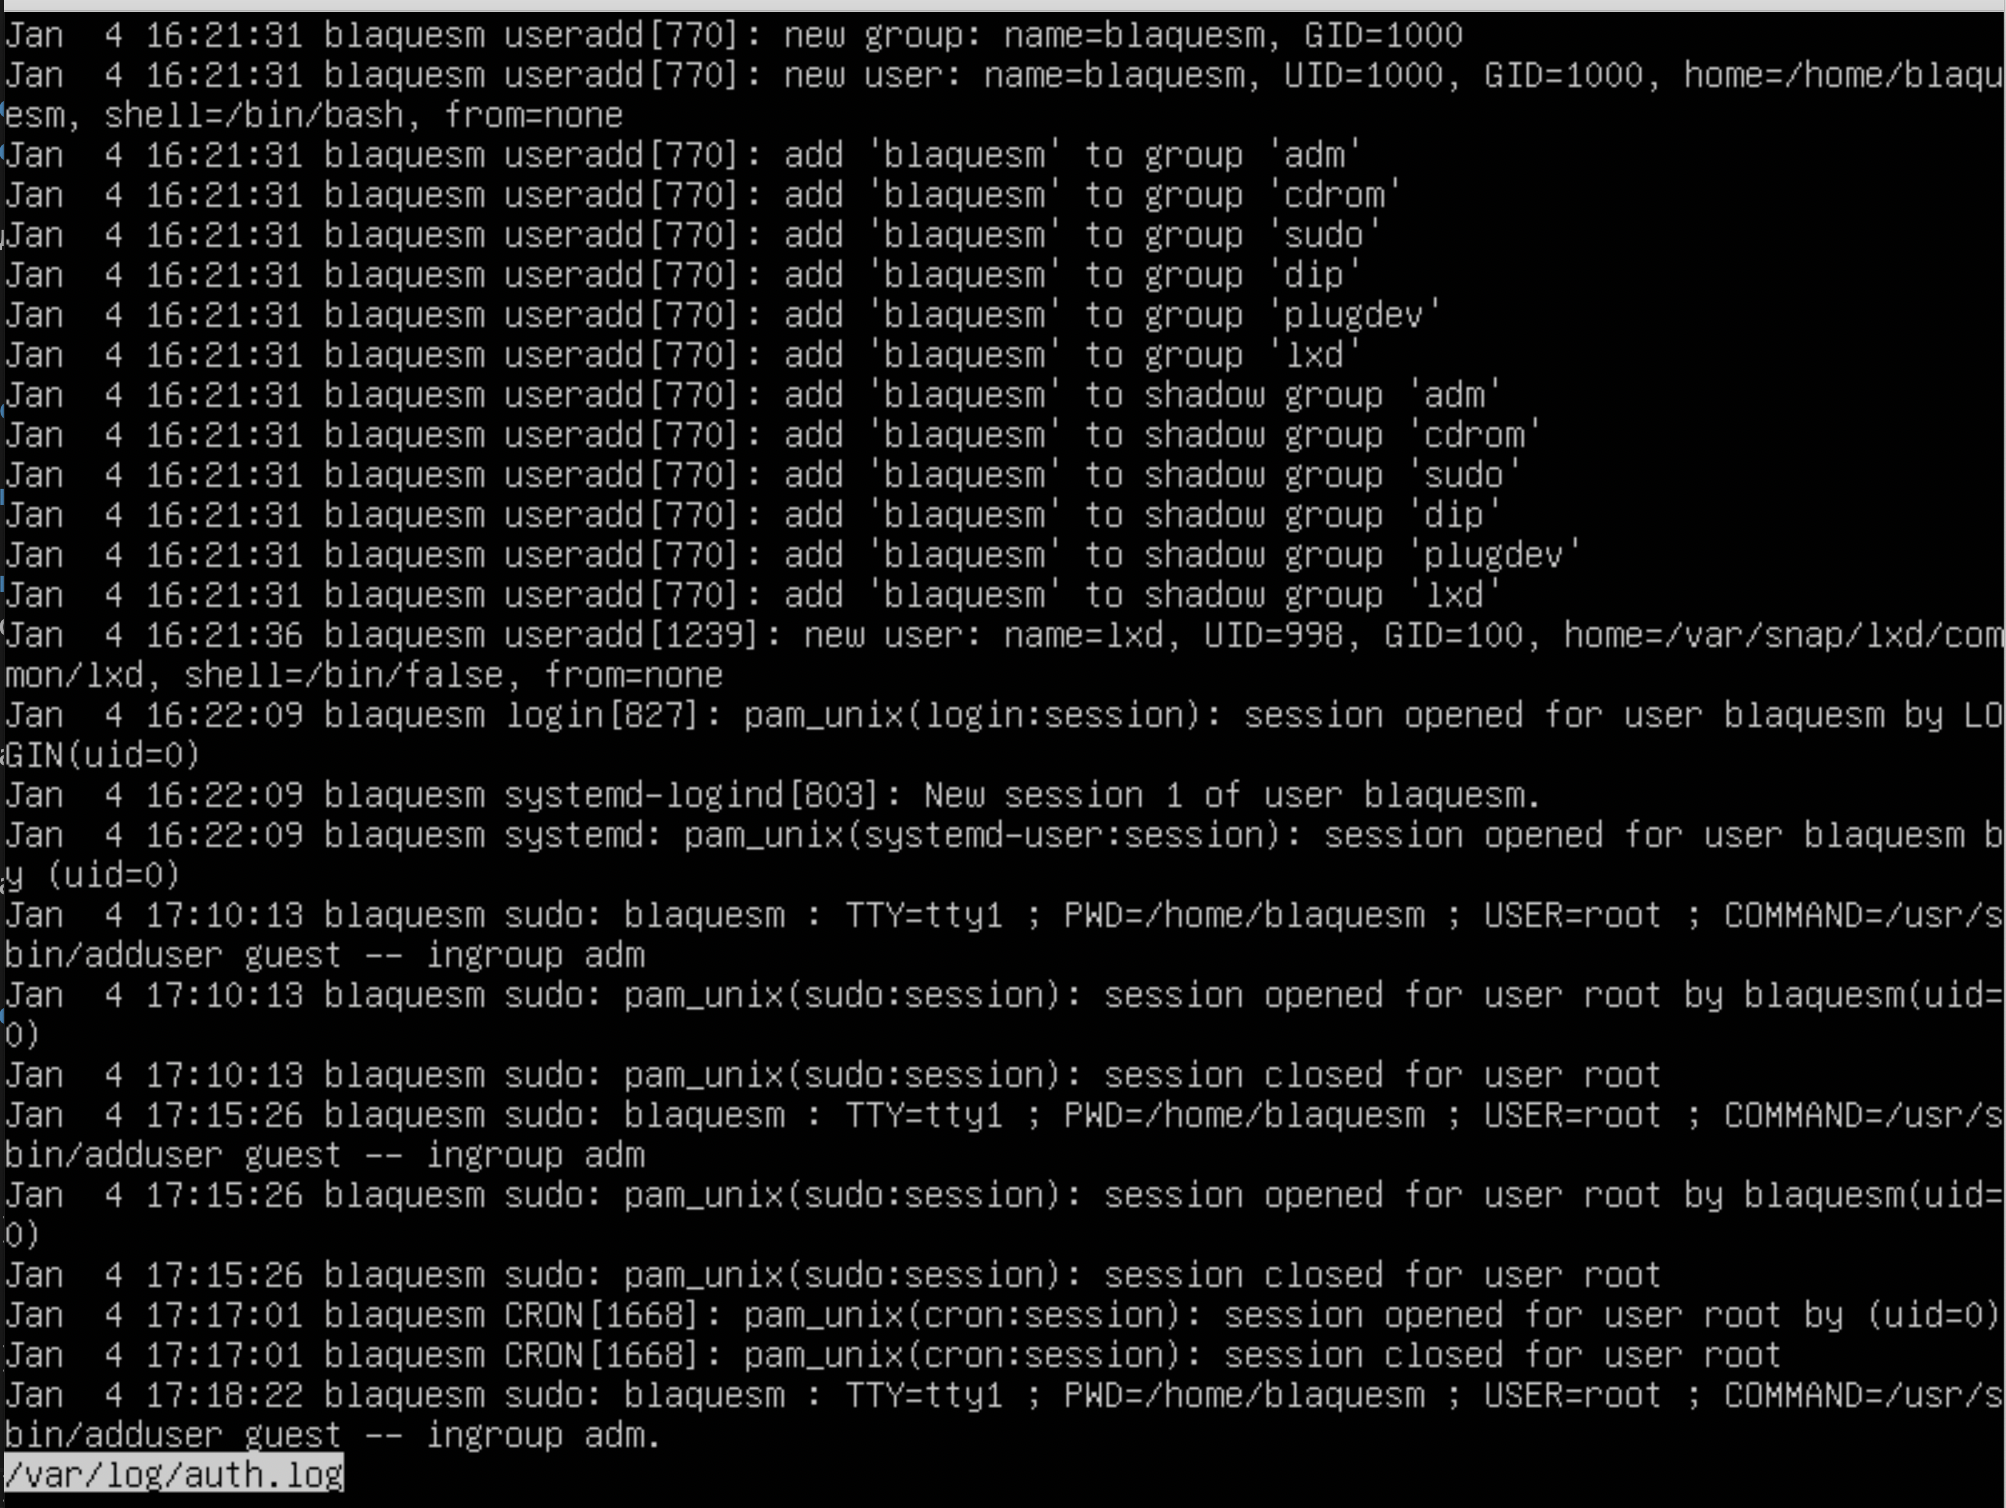 Jan  4 16:21:31 blaquesm useradd[770]: new group: name=blaquesm, GID=1000
Jan  4 16:21:31 blaquesm useradd[770]: new user: name=blaquesm, UID=1000, GID=1000, home=/home/blaqu
esm, shell=/bin/bash, from=none
Jan  4 16:21:31 blaquesm useradd[770]: add 'blaquesm' to group 'adm'
Jan  4 16:21:31 blaquesm useradd[770]: add 'blaquesm' to group 'cdrom'
Jan  4 16:21:31 blaquesm useradd[770]: add 'blaquesm' to group 'sudo'
Jan  4 16:21:31 blaquesm useradd[770]: add 'blaquesm' to group 'dip'
Jan  4 16:21:31 blaquesm useradd[770]: add 'blaquesm' to group 'plugdev'
Jan  4 16:21:31 blaquesm useradd[770]: add 'blaquesm' to group 'lxd'
Jan  4 16:21:31 blaquesm useradd[770]: add 'blaquesm' to shadow group 'adm'
Jan  4 16:21:31 blaquesm useradd[770]: add 'blaquesm' to shadow group 'cdrom'
Jan  4 16:21:31 blaquesm useradd[770]: add 'blaquesm' to shadow group 'sudo'
Jan  4 16:21:31 blaquesm useradd[770]: add 'blaquesm' to shadow group 'dip'
Jan  4 16:21:31 blaquesm useradd[770]: add 'blaquesm' to shadow group 'plugdev'
Jan  4 16:21:31 blaquesm useradd[770]: add 'blaquesm' to shadow group 'lxd'
Jan  4 16:21:36 blaquesm useradd[1239]: new user: name=lxd, UID=998, GID=100, home=/var/snap/lxd/com
mon/lxd, shell=/bin/false, from=none
Jan  4 16:22:09 blaquesm login[827]: pam_unix(login:session): session opened for user blaquesm by LO
GIN(uid=0)
Jan  4 16:22:09 blaquesm systemd-logind[803]: New session 1 of user blaquesm.
Jan  4 16:22:09 blaquesm systemd: pam_unix(systemd-user:session): session opened for user blaquesm b
y (uid=0)
Jan  4 17:10:13 blaquesm sudo: blaquesm : TTY=tty1 ; PWD=/home/blaquesm ; USER=root ; COMMAND=/usr/s
bin/adduser guest -- ingroup adm
Jan  4 17:10:13 blaquesm sudo: pam_unix(sudo:session): session opened for user root by blaquesm(uid=
0)
Jan  4 17:10:13 blaquesm sudo: pam_unix(sudo:session): session closed for user root
Jan  4 17:15:26 blaquesm sudo: blaquesm : TTY=tty1 ; PWD=/home/blaquesm ; USER=root ; COMMAND=/usr/s
bin/adduser guest -- ingroup adm
Jan  4 17:15:26 blaquesm sudo: pam_unix(sudo:session): session opened for user root by blaquesm(uid=
0)
Jan  4 17:15:26 blaquesm sudo: pam_unix(sudo:session): session closed for user root
Jan  4 17:17:01 blaquesm CRON[1668]: pam_unix(cron:session): session opened for user root by (uid=0)
Jan  4 17:17:01 blaquesm CRON[1668]: pam_unix(cron:session): session closed for user root
Jan  4 17:18:22 blaquesm sudo: blaquesm : TTY=tty1 ; PWD=/home/blaquesm ; USER=root ; COMMAND=/usr/s
bin/adduser guest -- ingroup adm.
/var/log/auth.log